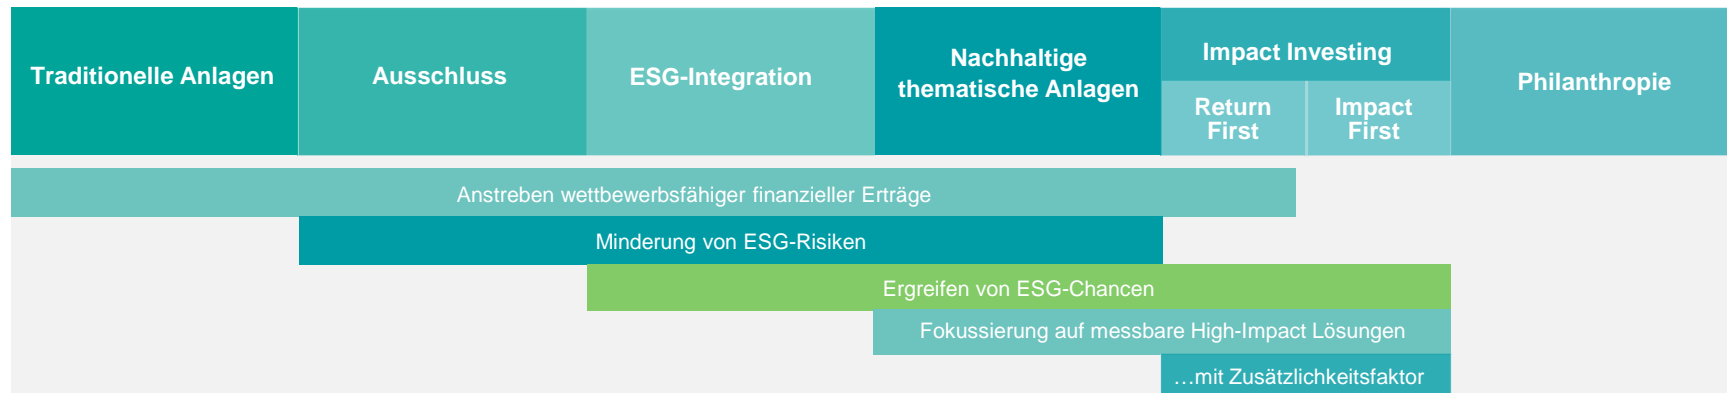 Traditionelle Anlagen
Ausschluss
ESG-Integration
Nachhaltige
thematische Anlagen
Impact Investing
Return
First
Impact
First
Philanthropie
Anstreben wettbewerbsfähiger finanzieller Erträge
Minderung von ESG-Risiken
Ergreifen von ESG-Chancen
Fokussierung auf messbare High-Impact Lösungen
…mit Zusätzlichkeitsfaktor